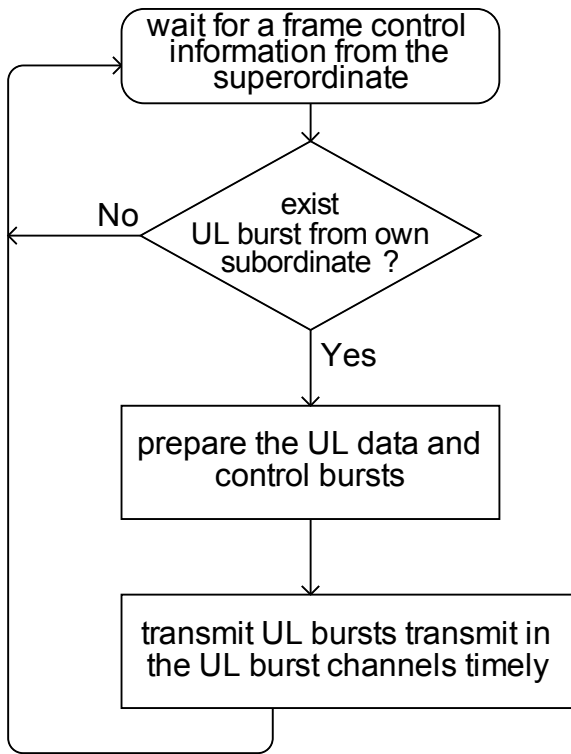 wait for a frame control
information from the
superordinate
exist
No
UL burst from own
subordinate ?
Yes
prepare the UL data and
control bursts
transmit UL bursts transmit in
the UL burst channels timely